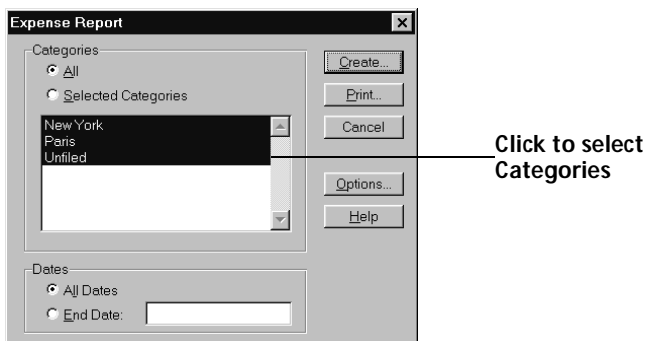 Expense Report
Categories
All
Selected Categories
New York
Paris
Unfiled
Create...
Print...
Cancel
Options...
Help
Click to select
Categories
Dates
All Dates
End Date: